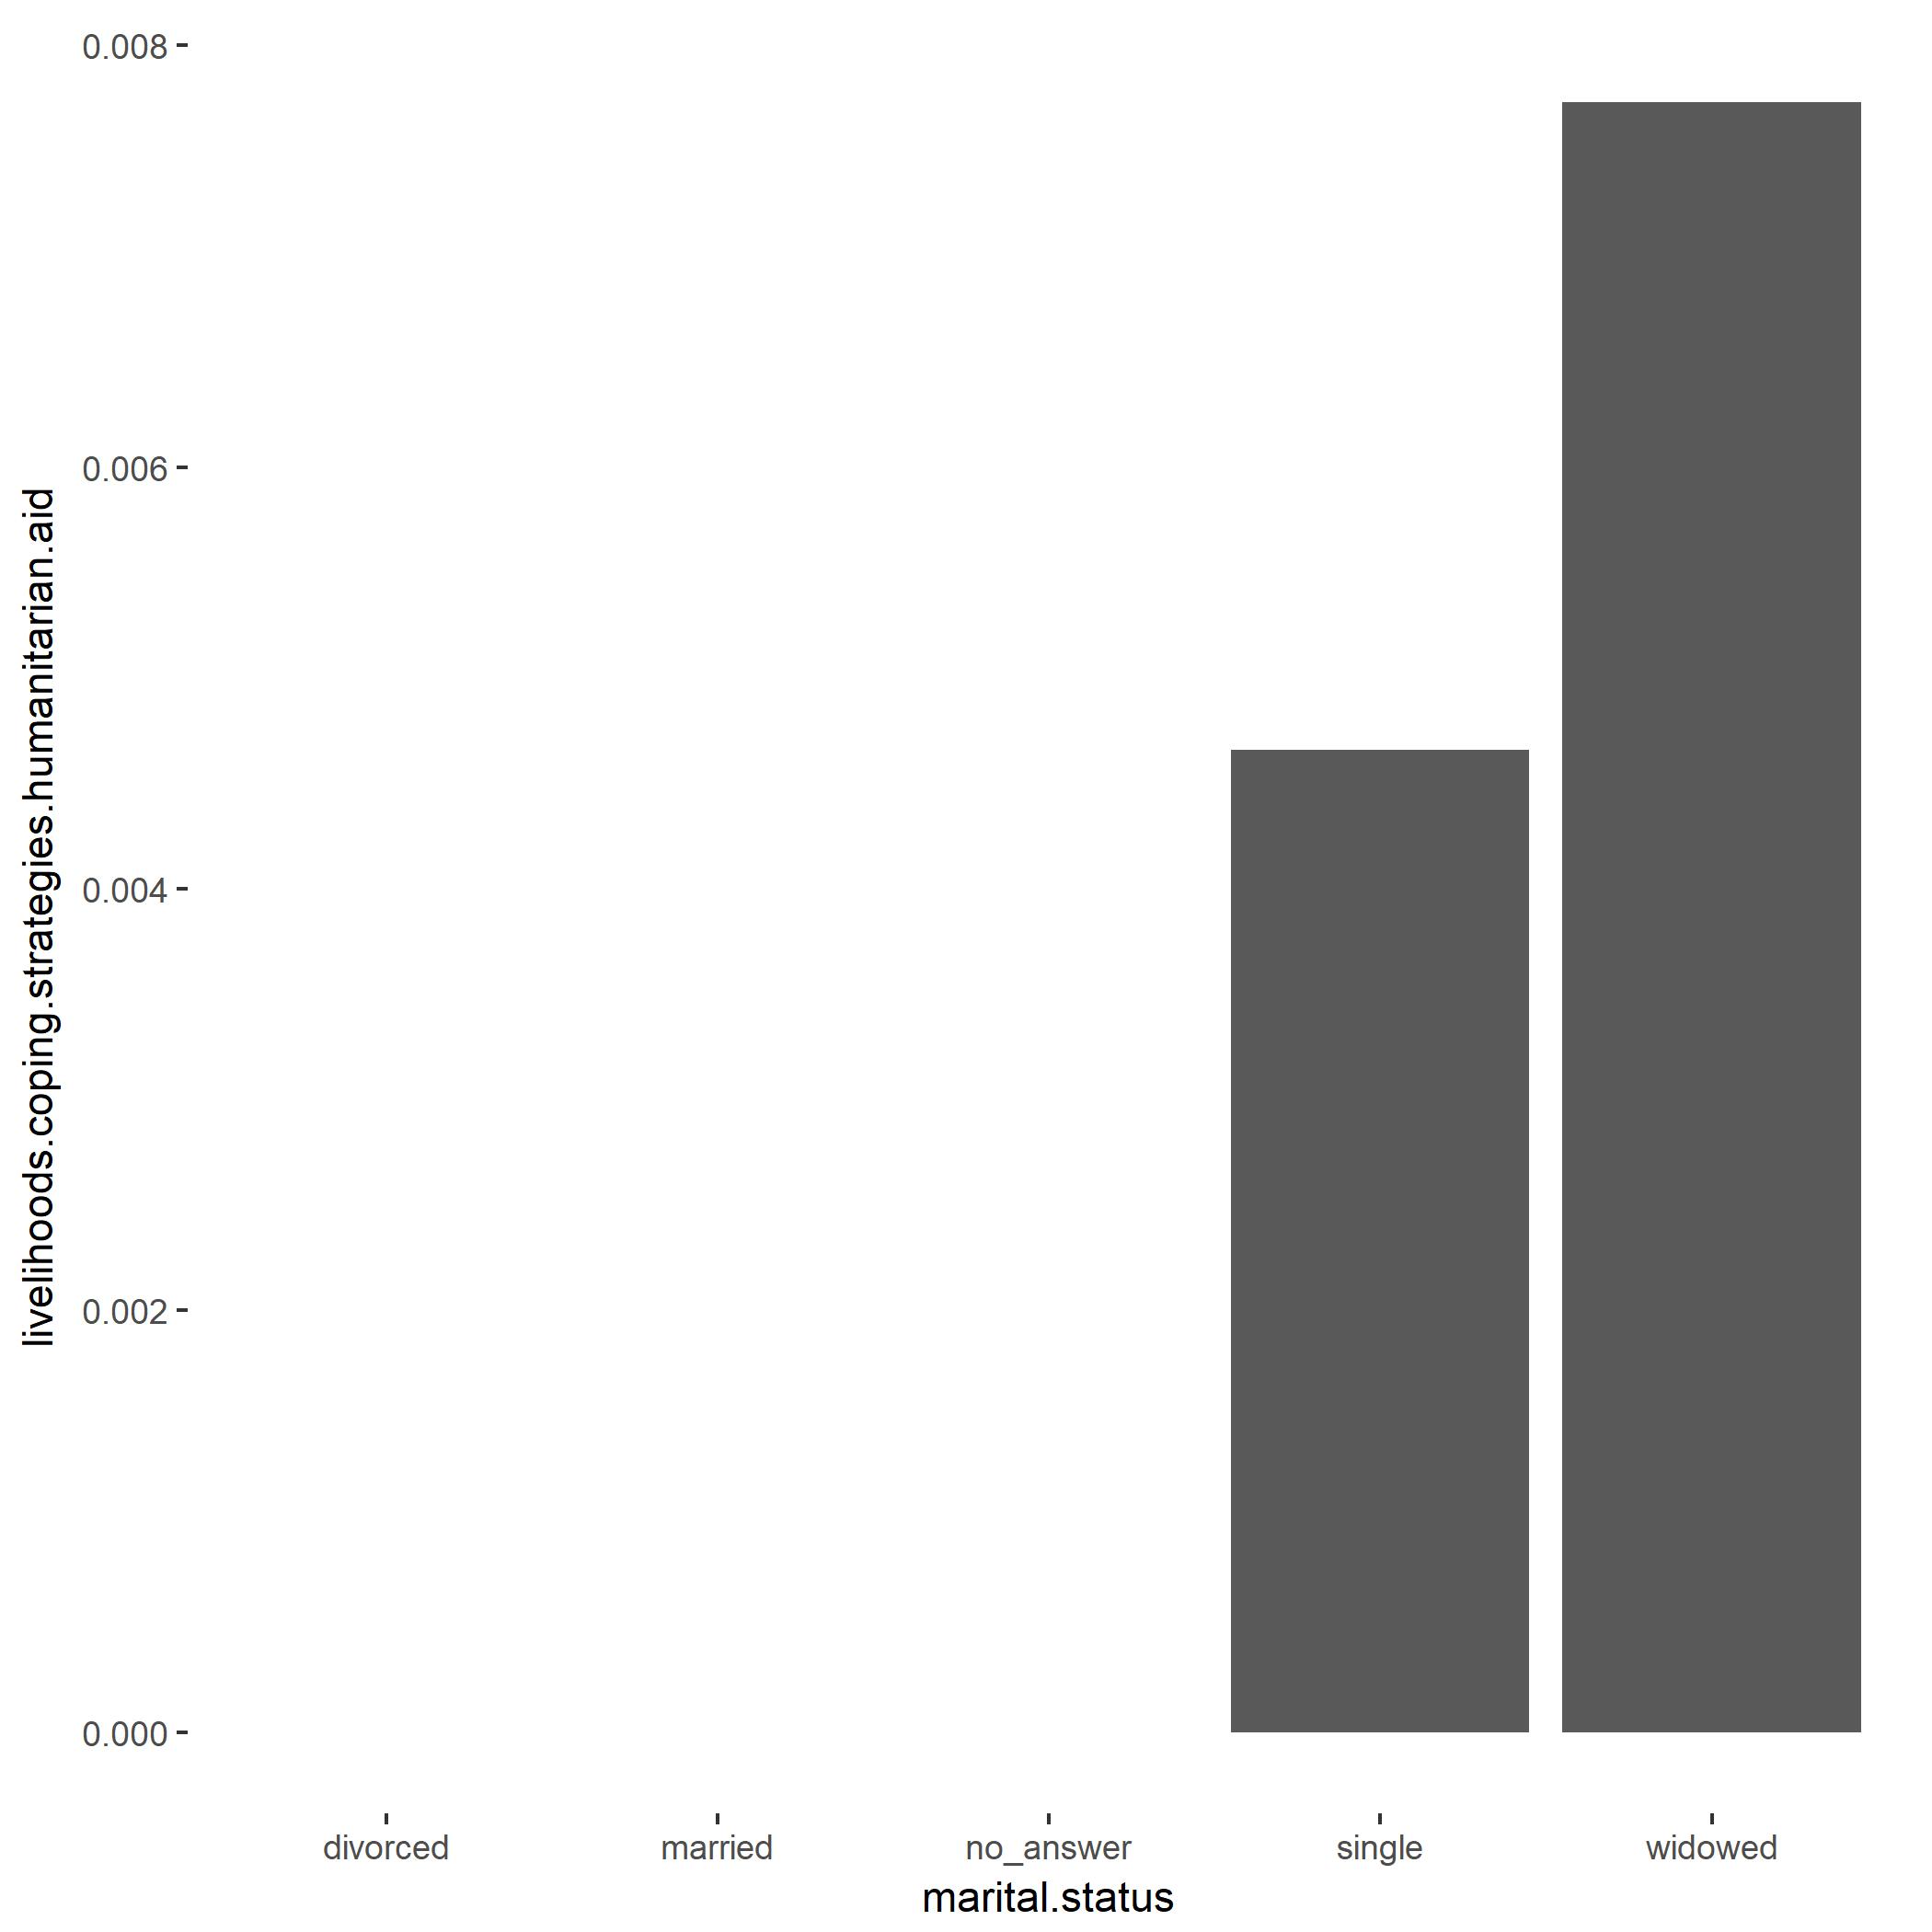 0.008
0.006
0.004
0.002
0.000
livelihoods.coping.strategies.humanitarian.aid
divorced married no_answer single widowed
marital.status